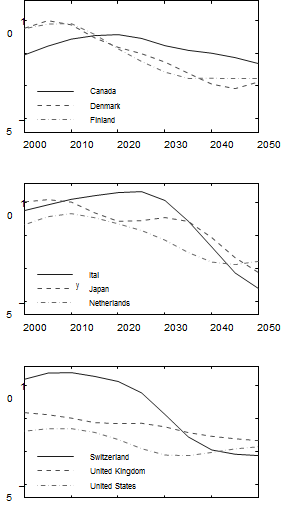 0
Canada
Denmark
Finland
5
2000 2010 2020 2030 2040 2050
0
Ital
y
Japan
Netherlands
5
2000 2010 2020 2030 2040 2050
0
Switzerland
United Kingdom
United States
5